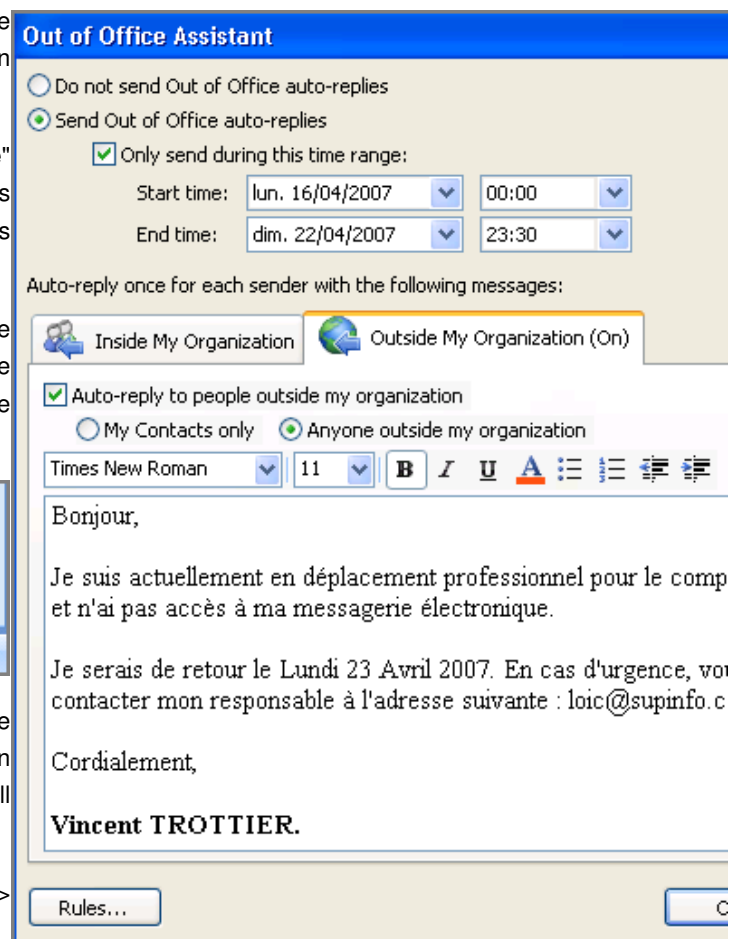 Out of Office Assistant
Do not send Out of Office auto-replies
Send Out of Office auto-replies
Only send during this time range:
Start time: lun. 16/04/2007 00:00
End time: dim. 22/04/2007 23:30
Auto-reply once for each sender with the following messages:
Inside My Organization Outside My Organization (On)
Auto-reply to people outside my organization
My Contacts only Anyone outside my organization
Times New Roman 11 B I U A
Bonjour,
Je suis actuellement en déplacement professionnel pour le comp
et n'ai pas accès à ma messagerie électronique.
Je serais de retour le Lundi 23 Avril 2007. En cas d'urgence, vou
contacter mon responsable à l'adresse suivante : loic@supinfo.c
Cordialement,
Vincent TROTTIER.
Rules...